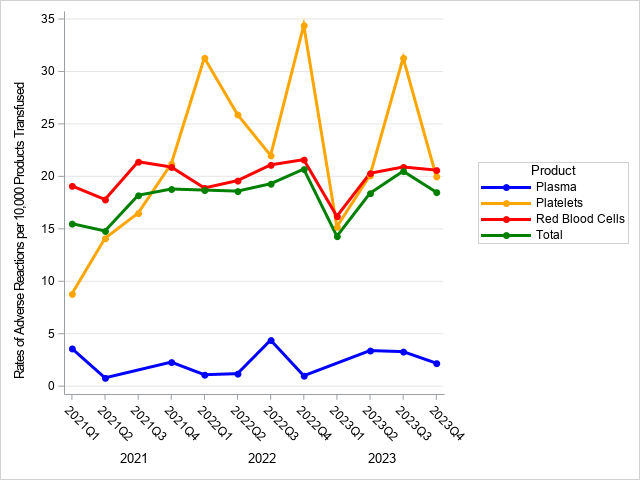 Rates of Adverse Reactions per 10,000 Products Transfused
35
30
25
20
15
10
5
0
2021Q1
2021Q2
2021Q3
2021Q4
2022Q1
2022Q2
2022Q3
2022Q4
2023Q1
2023Q2
2023Q3
2023Q4
2021
2022
2023
Product
Plasma
Platelets
Red Blood Cells
Total